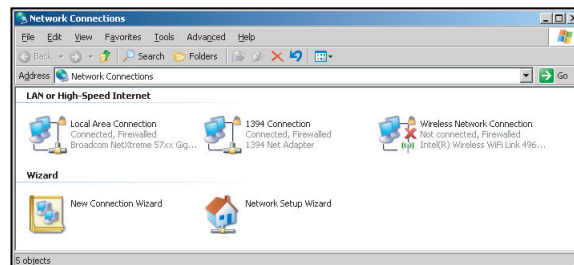 Network Connections
File Edit View Favorites Tools Advanced Help
Back Search Folders
Address Network Connections Go
LAN or High-Speed Internet
Local Area Connection
Connected, Firewalled
Broadcom NetXtreme 57xx Gig...
1394 Connection
Connected, Firewalled
1394 Net Adapter
Wireless Network Connection
Not connected, Firewalled
Intel(R) Wireless WiFi Link 496...
Wizard
New Connection Wizard
Network Setup Wizard
5 objects